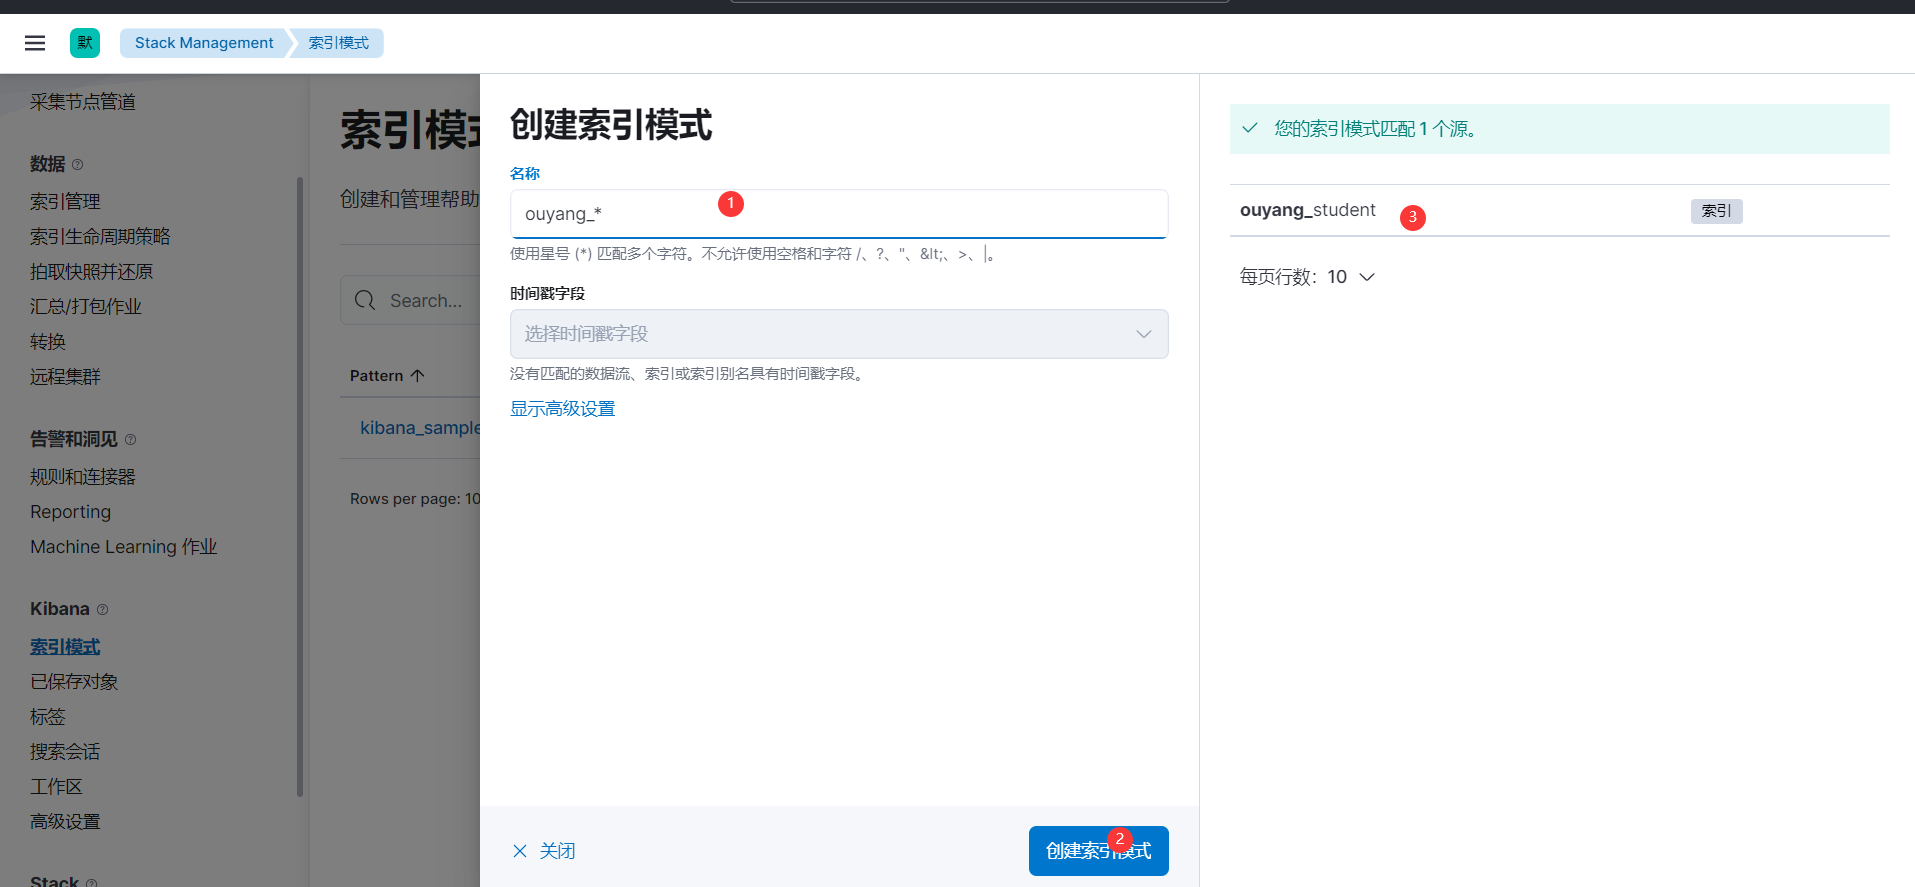 默
Stack Management
索引模式
采集节点管道
数据
索引管理
索引生命周期策略
拍取快照并还原
汇总/打包作业
转换
远程集群
告警和洞见
规则和连接器
Reporting
Machine Learning 作业
Kibana
索引模式
已保存对象
标签
搜索会话
工作区
高级设置
Stack
索引模式
创建和管理帮助
Search...
Pattern
kibana_sample
Rows per page: 10
创建索引模式
名称
ouyang_*
1
使用星号 (*) 匹配多个字符。不允许使用空格和字符 /、?、"、&lt;、>、|。
时间戳字段
选择时间戳字段
没有匹配的数据流、索引或索引别名具有时间戳字段。
显示高级设置
关闭
创建索引模式
2
您的索引模式匹配 1 个源。
ouyang_student
3
索引
每页行数: 10